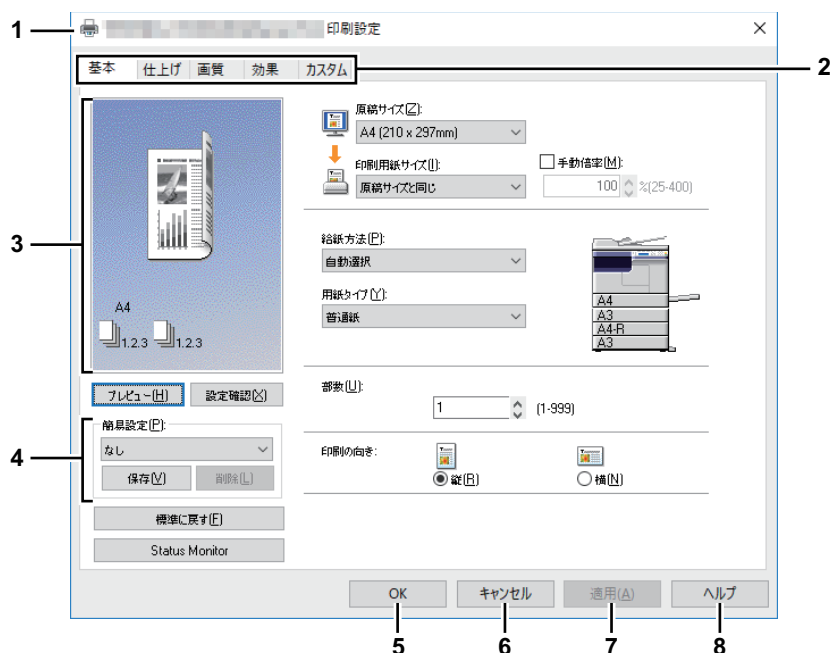 1
印刷設定
基本 仕上げ 画質 効果 カスタム
2
3
A4
1.2.3 1.2.3
プレビュー(H) 設定確認(X)
4
簡易設定(P):
なし
保存(V) 削除(L)
標準に戻す(F)
Status Monitor
原稿サイズ(Z):
A4 (210 x 297mm)
印刷用紙サイズ(I):
原稿サイズと同じ
手動倍率(M):
100 %(25-400)
給紙方法(P):
自動選択
用紙タイプ(Y):
普通紙
A4
A3
A4-R
A3
部数(U):
1 (1-999)
印刷の向き:
縦(R) 横(N)
OK キャンセル 適用(A) ヘルプ
5 6 7 8